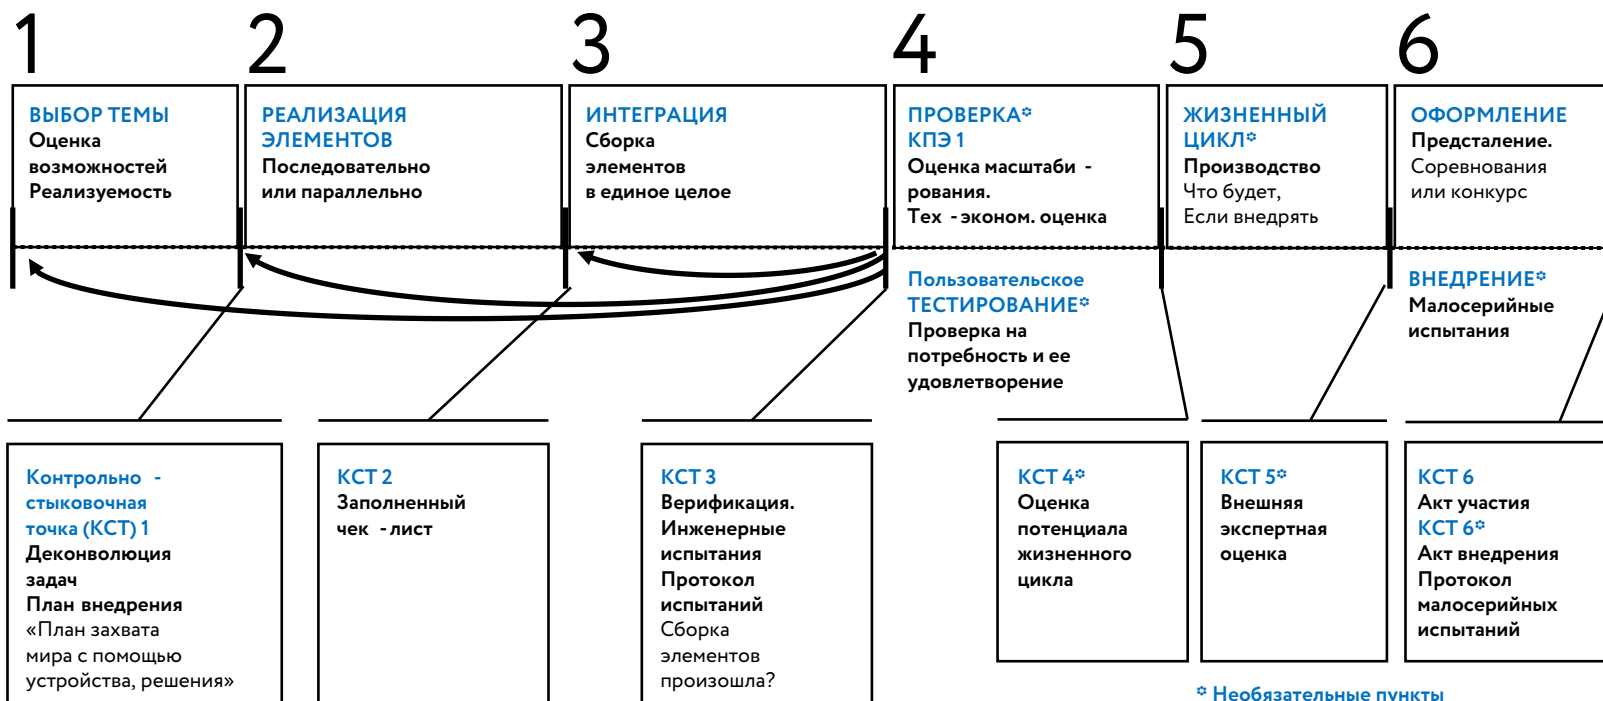 1
ВЫБОР ТЕМЫ
Оценка
возможностей
Реализуемость
2
РЕАЛИЗАЦИЯ
ЭЛЕМЕНТОВ
Последовательно
или параллельно
3
ИНТЕГРАЦИЯ
Сборка
элементов
в единое целое
4
ПРОВЕРКА*
КПЭ 1
Оценка масштаби -
рования.
Тех - эконом. оценка
Пользовательское
ТЕСТИРОВАНИЕ*
Проверка на
потребность и ее
удовлетворение
5
ЖИЗНЕННЫЙ
ЦИКЛ*
Производство
Что будет,
Если внедрять
6
ОФОРМЛЕНИЕ
Предсталение.
Соревнования
или конкурс
ВНЕДРЕНИЕ*
Малосерийные
испытания
Контрольно -
стыковочная
точка (КСТ) 1
Деконволюция
задач
План внедрения
«План захвата
мира с помощью
устройства, решения»
КСТ 2
Заполненный
чек - лист
КСТ 3
Верификация.
Инженерные
испытания
Протокол
испытаний
Сборка
элементов
произошла?
КСТ 4*
Оценка
потенциала
жизненного
цикла
КСТ 5*
Внешняя
экспертная
оценка
КСТ 6
Акт участия
КСТ 6*
Акт внедрения
Протокол
малосерийных
испытаний
* Необязательные пункты